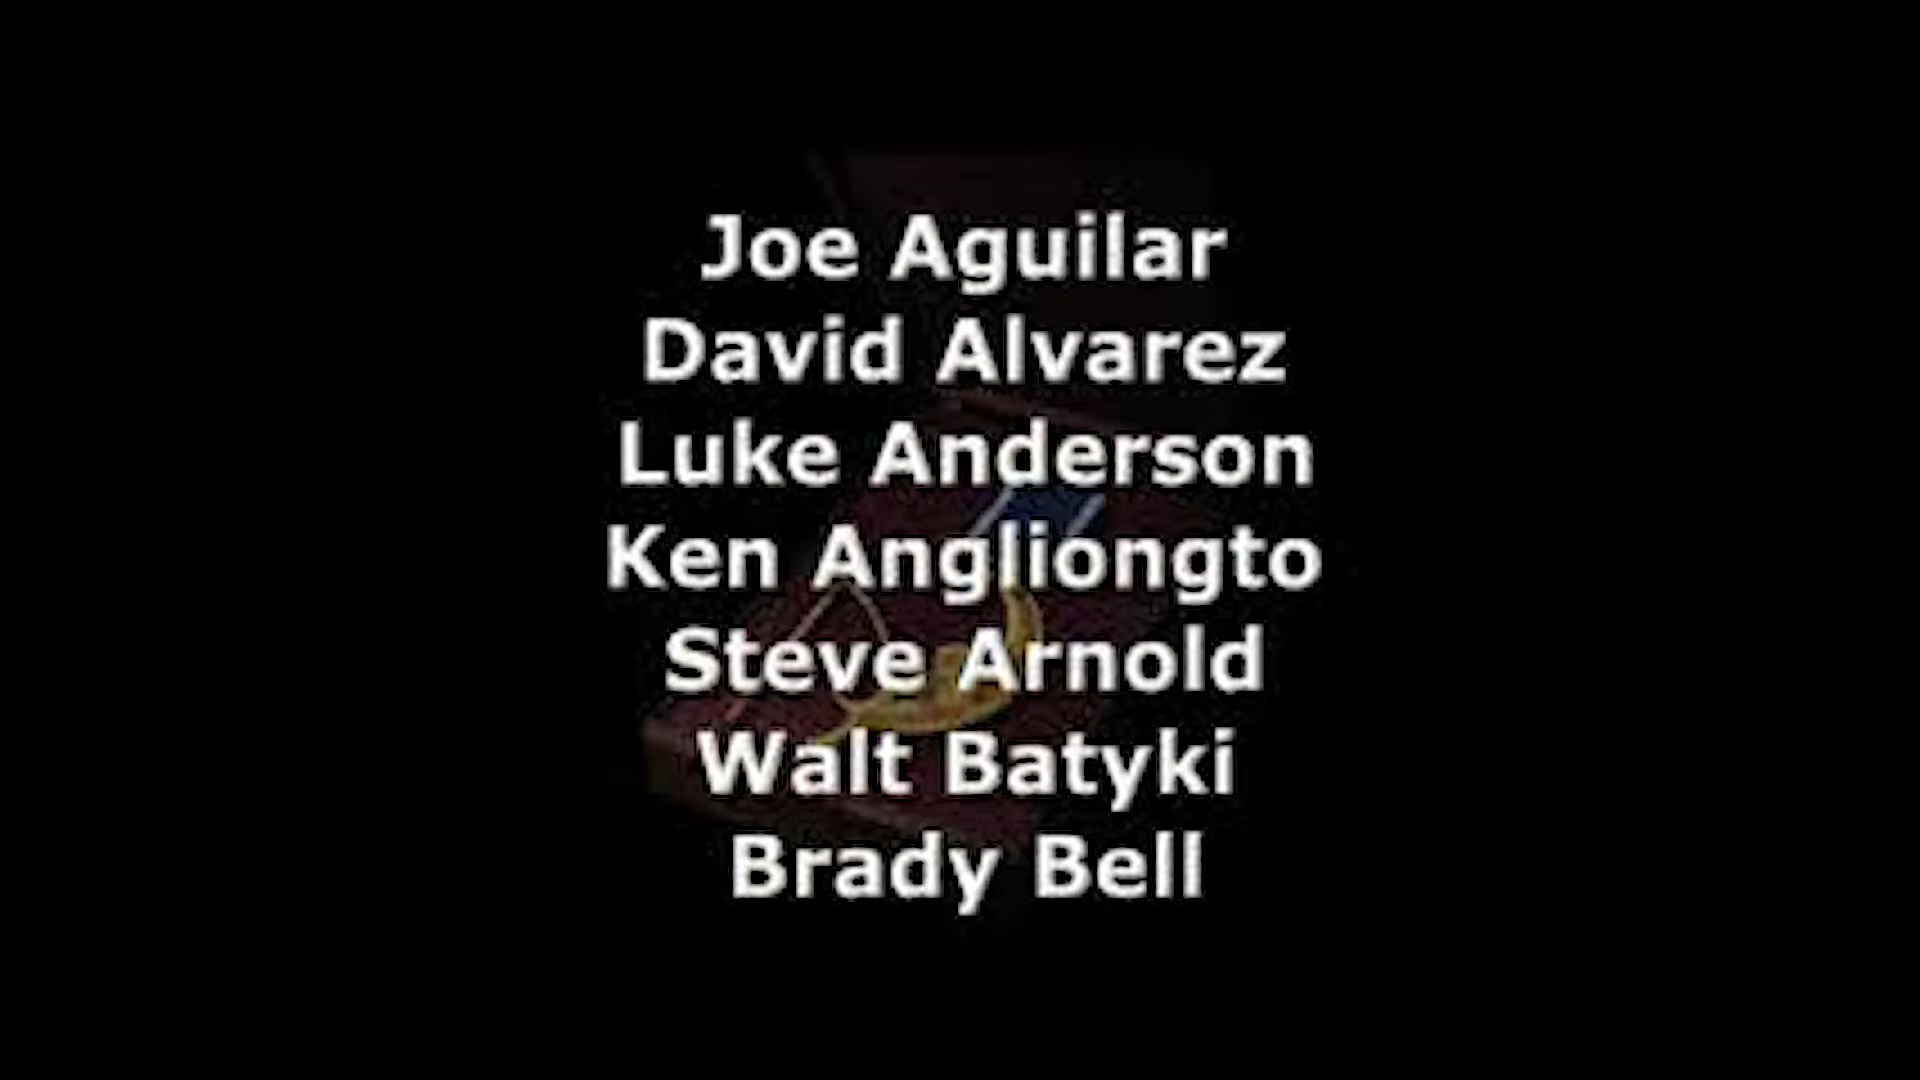 Joe Aguilar
David Alvarez
Luke Anderson
Ken Angliongto
Steve Arnold
Walt Batyki
Brady Bell